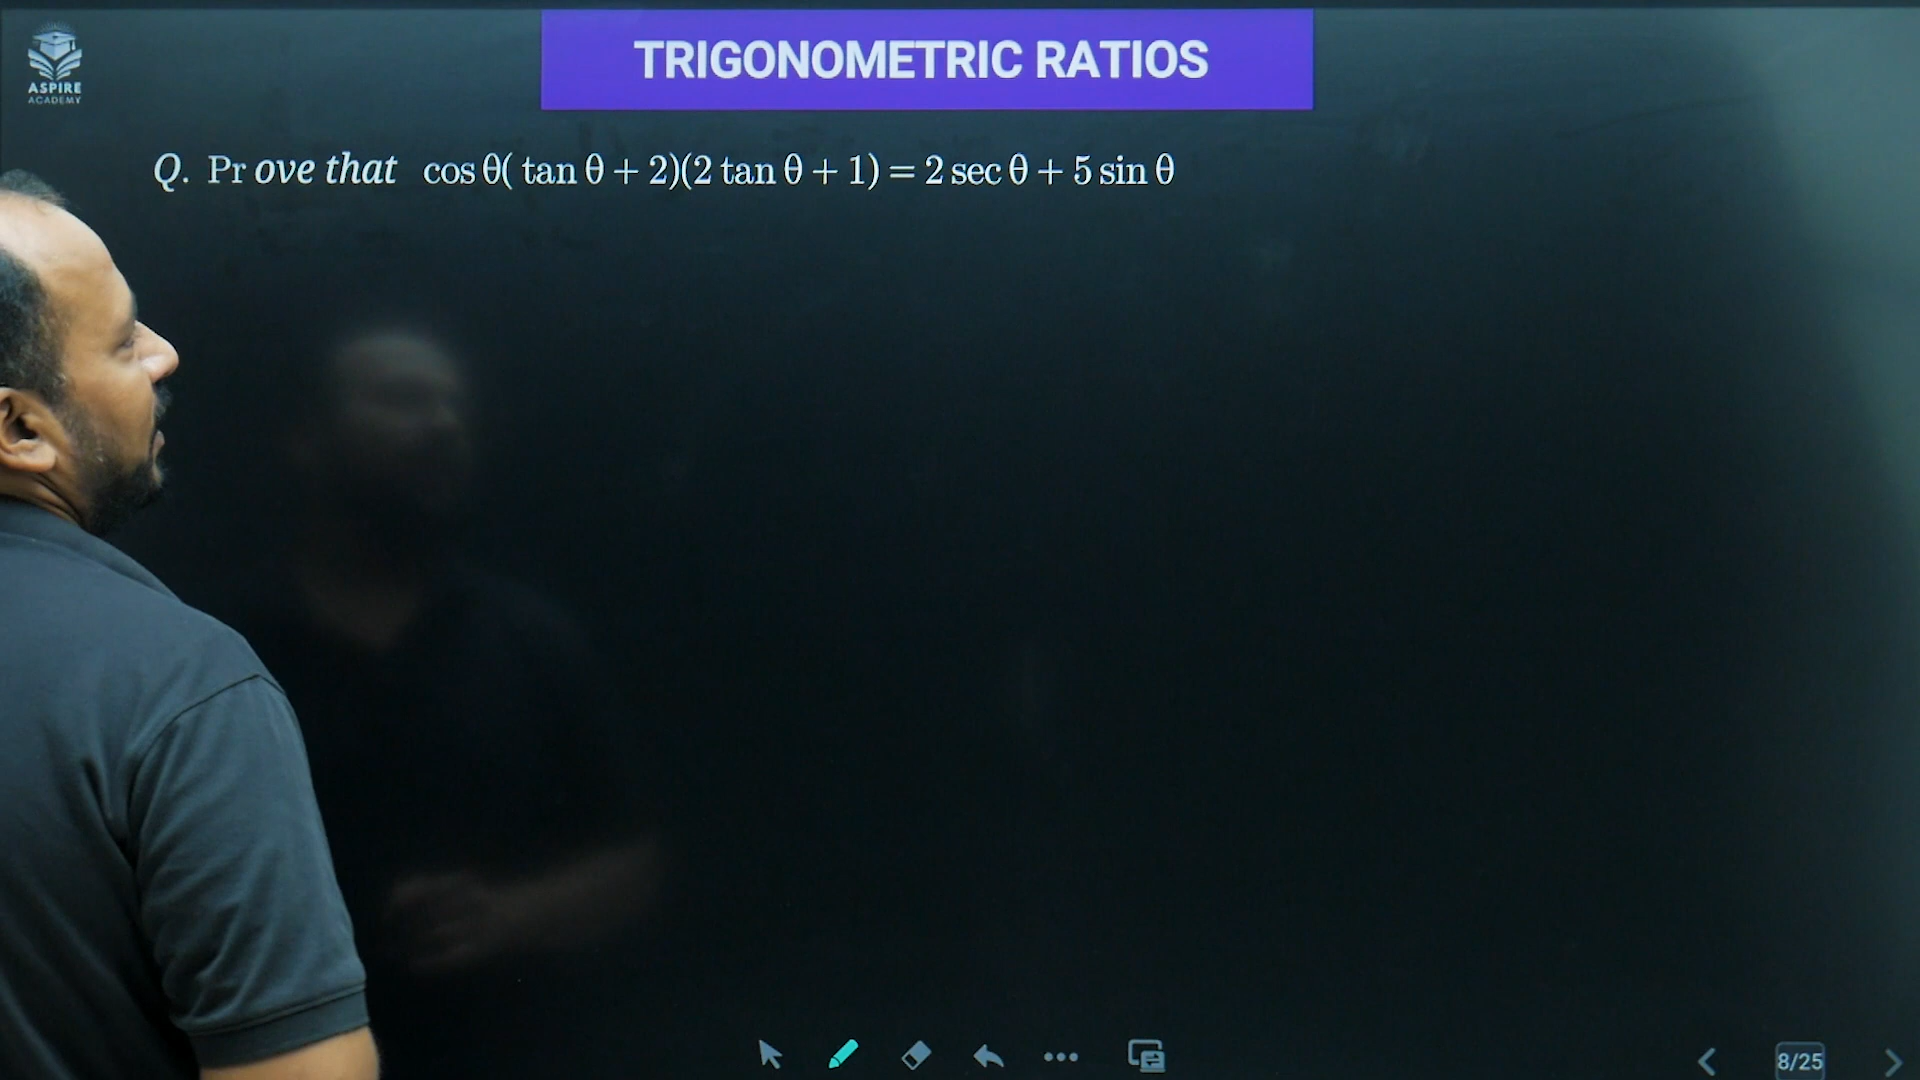 ASPIRE
ACADEMY
TRIGONOMETRIC RATIOS
Q. Pr ove that cos θ( tan θ + 2)(2 tan θ + 1) = 2 sec θ + 5 sin θ
8/25